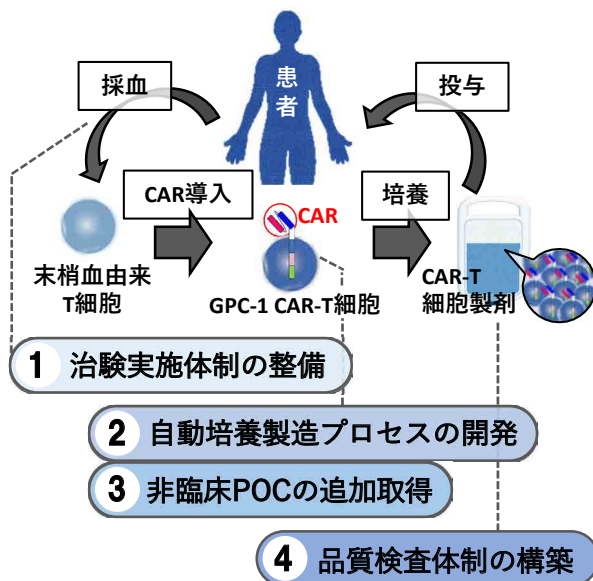 患者
採血
投与
CAR導入
CAR
培養
末梢血由来
T細胞
GPC-1 CAR-T細胞
CAR-T
細胞製剤
1 治験実施体制の整備
2 自動培養製造プロセスの開発
3 非臨床POCの追加取得
4 品質検査体制の構築